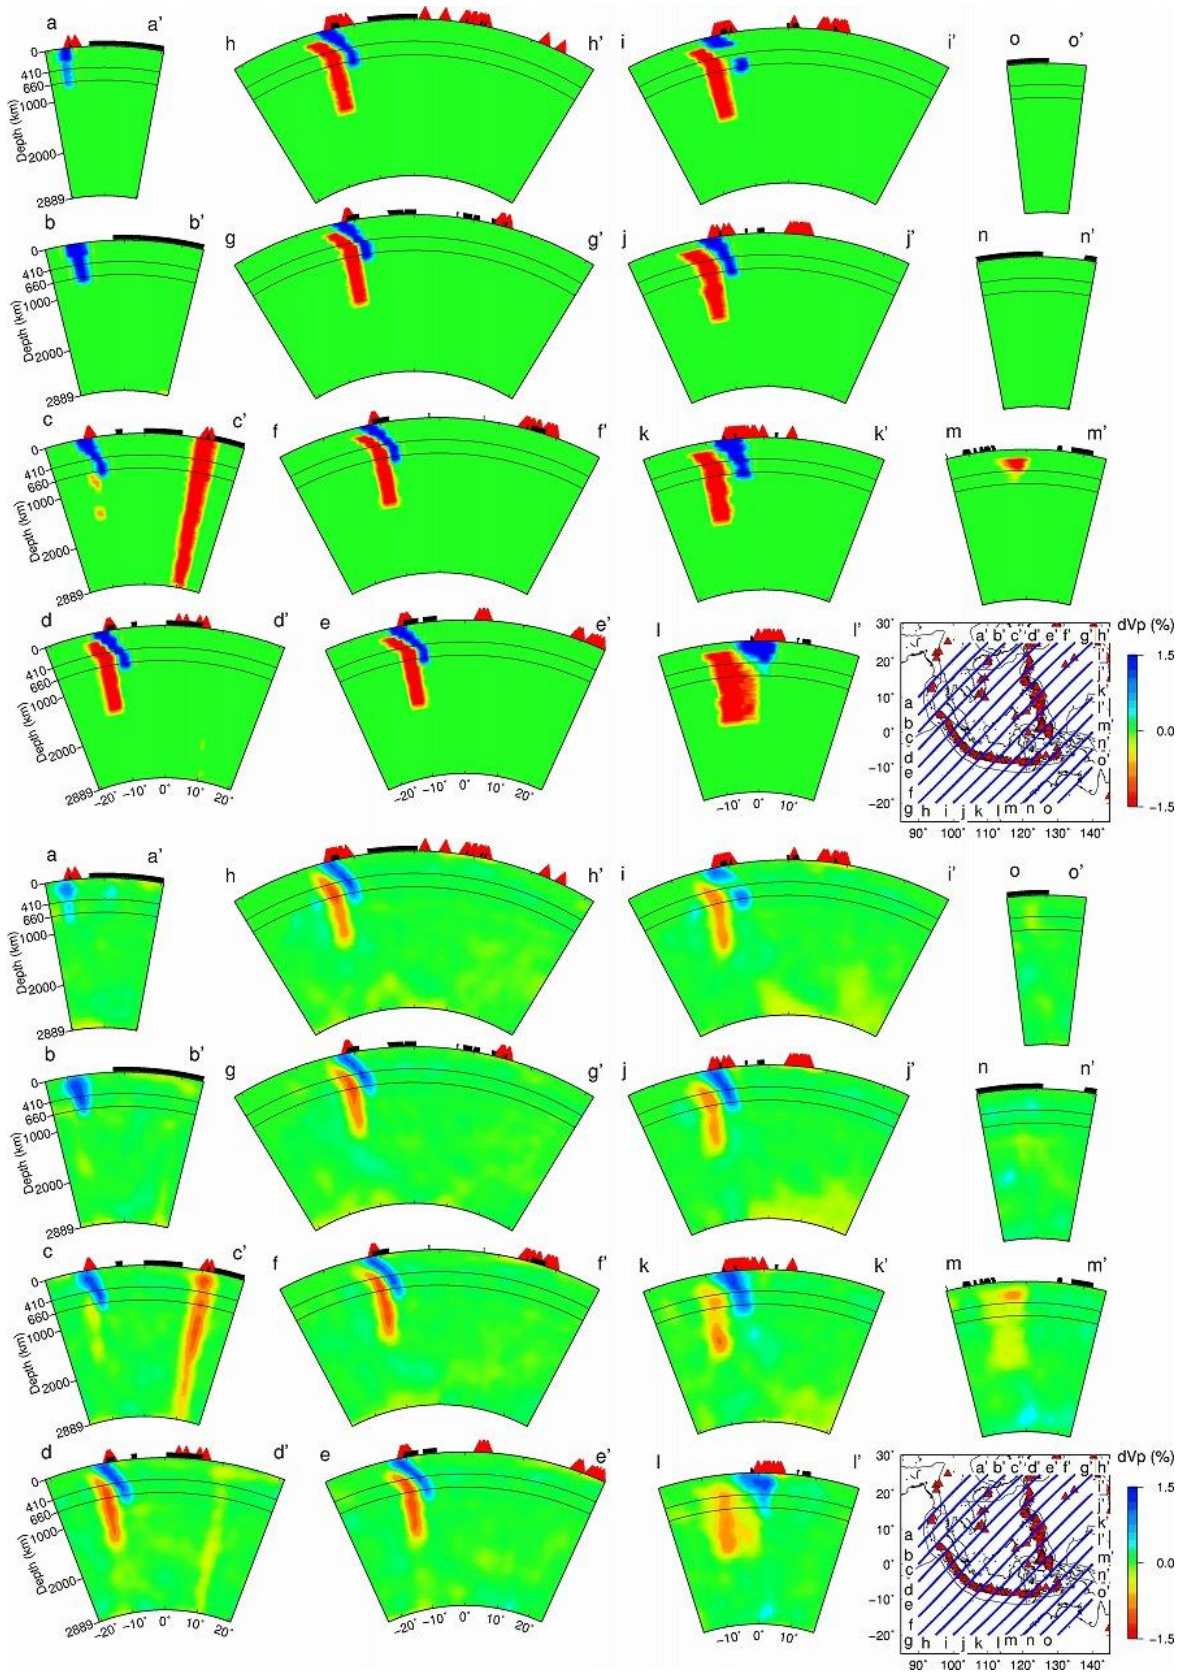 a a' h h' i i' o o'
0
410
660
1000
2000
2889
Depth (km)
b b' g g' j j' n n'
0
410
660
1000
2000
2889
Depth (km)
c c' f f' k k' m m'
0
410
660
1000
2000
2889
Depth (km)
d d' e e' l l'
0
410
660
1000
2000
2889
Depth (km)
−20° −10° 0° 10° 20°
−20° −10° 0° 10° 20°
−10° 0° 10°
30°
20°
10°
0°
−10°
−20°
a' b' c' d' e' f' g' h'
i'
j'
k'
l'
m'
n'
o'
a
b
c
d
e
f
g h i j k l m n o
90° 100° 110° 120° 130° 140°
dVp (%)
1.5
0.0
−1.5
a a' h h' i i' o o'
0
410
660
1000
2000
2889
Depth (km)
b b' g g' j j' n n'
0
410
660
1000
2000
2889
Depth (km)
c c' f f' k k' m m'
0
410
660
1000
2000
2889
Depth (km)
d d' e e' l l'
0
410
660
1000
2000
2889
Depth (km)
−20° −10° 0° 10° 20°
−20° −10° 0° 10° 20°
−10° 0° 10°
30°
20°
10°
0°
−10°
−20°
a' b' c' d' e' f' g' h'
i'
j'
k'
l'
m'
n'
o'
a
b
c
d
e
f
g h i j k l m n o
90° 100° 110° 120° 130° 140°
dVp (%)
1.5
0.0
−1.5